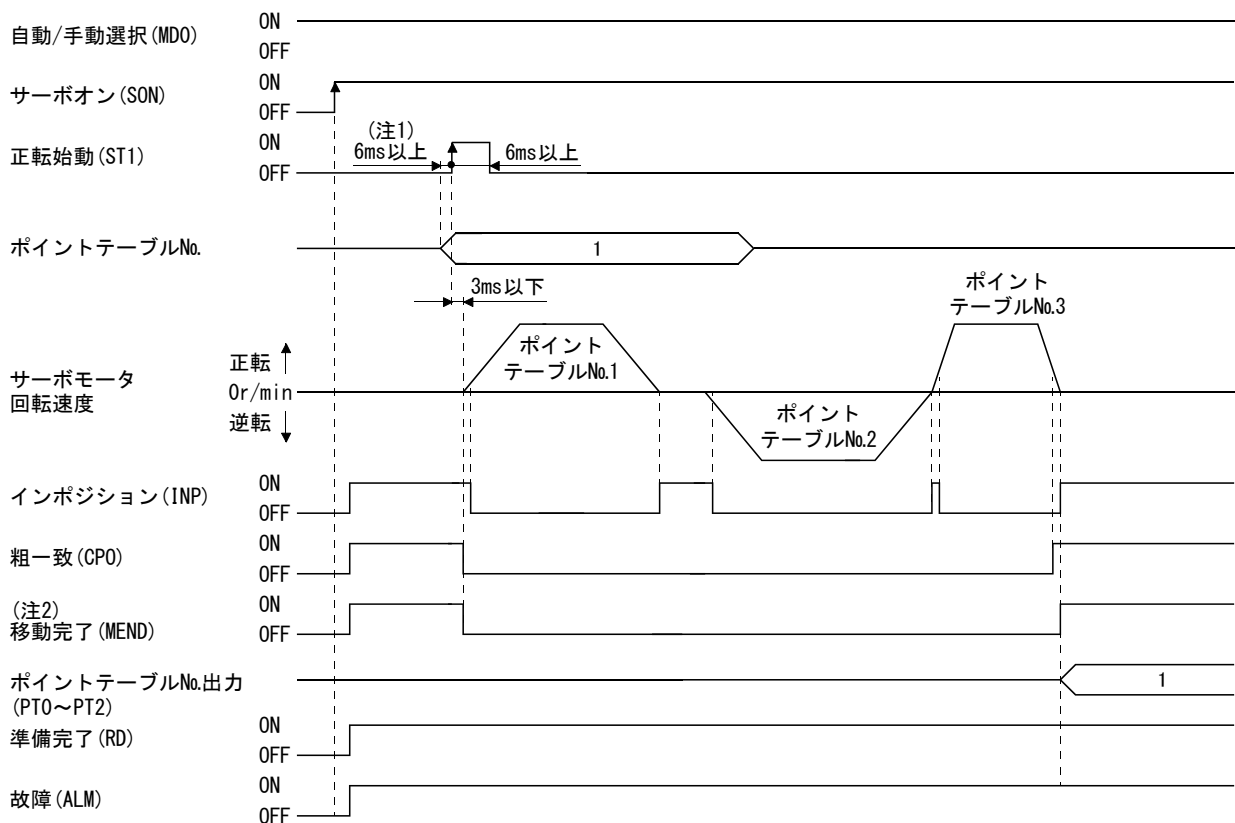 自動/手動選択(MD0)
ON
OFF
サーボオン(SON)
ON
OFF
正転始動(ST1)
ON
OFF
(注1)
6ms以上
6ms以上
ポイントテーブルNo.
1
3ms以下
サーボモータ
回転速度
正転
0r/min
逆転
ポイント
テーブルNo.1
ポイント
テーブルNo.2
ポイント
テーブルNo.3
インポジション(INP)
ON
OFF
粗一致(CPO)
ON
OFF
(注2)
移動完了(MEND)
ON
OFF
ポイントテーブルNo.出力
(PT0～PT2)
1
準備完了(RD)
ON
OFF
故障(ALM)
ON
OFF